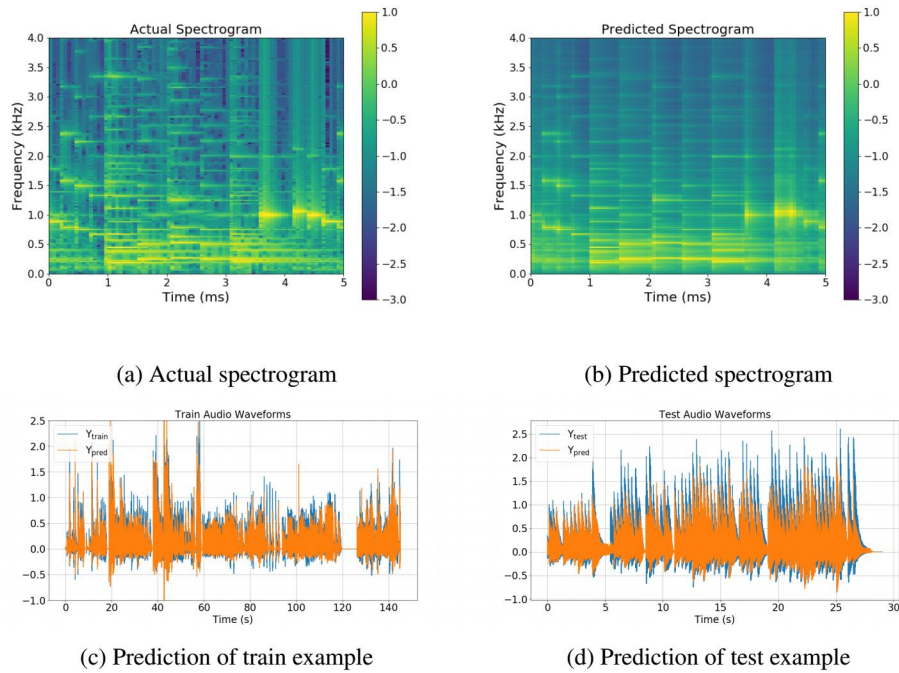 Actual Spectrogram
4.0
3.5
3.0
2.5
2.0
1.5
1.0
0.5
0.0
Frequency (kHz)
0 1 2 3 4 5
Time (ms)
1.0
0.5
0.0
−0.5
−1.0
−1.5
−2.0
−2.5
−3.0
(a) Actual spectrogram
Predicted Spectrogram
4.0
3.5
3.0
2.5
2.0
1.5
1.0
0.5
0.0
Frequency (kHz)
0 1 2 3 4 5
Time (ms)
1.0
0.5
0.0
−0.5
−1.0
−1.5
−2.0
−2.5
−3.0
(b) Predicted spectrogram
Train Audio Waveforms
Ytrain
Ypred
2.5
2.0
1.5
1.0
0.5
0.0
−0.5
−1.0
0 20 40 60 80 100 120 140
Time (s)
(c) Prediction of train example
Test Audio Waveforms
Ytest
Ypred
2.5
2.0
1.5
1.0
0.5
0.0
−0.5
−1.0
0 5 10 15 20 25 30
Time (s)
(d) Prediction of test example